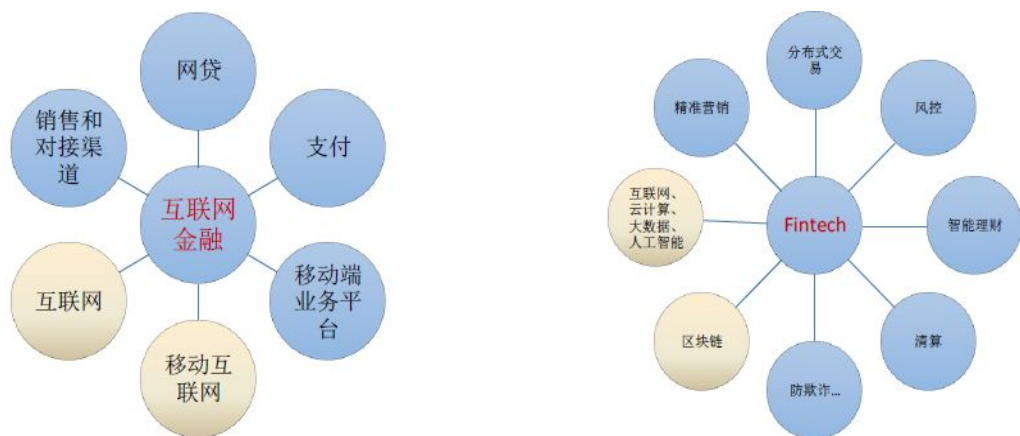 网贷
销售和
对接渠
道
支付
互联网
金融
互联网
移动端
业务平
台
移动互
联网
分布式交
易
精准营销
风控
互联网、
云计算、
大数据、
人工智能
Fintech
智能理财
区块链
清算
防欺诈...